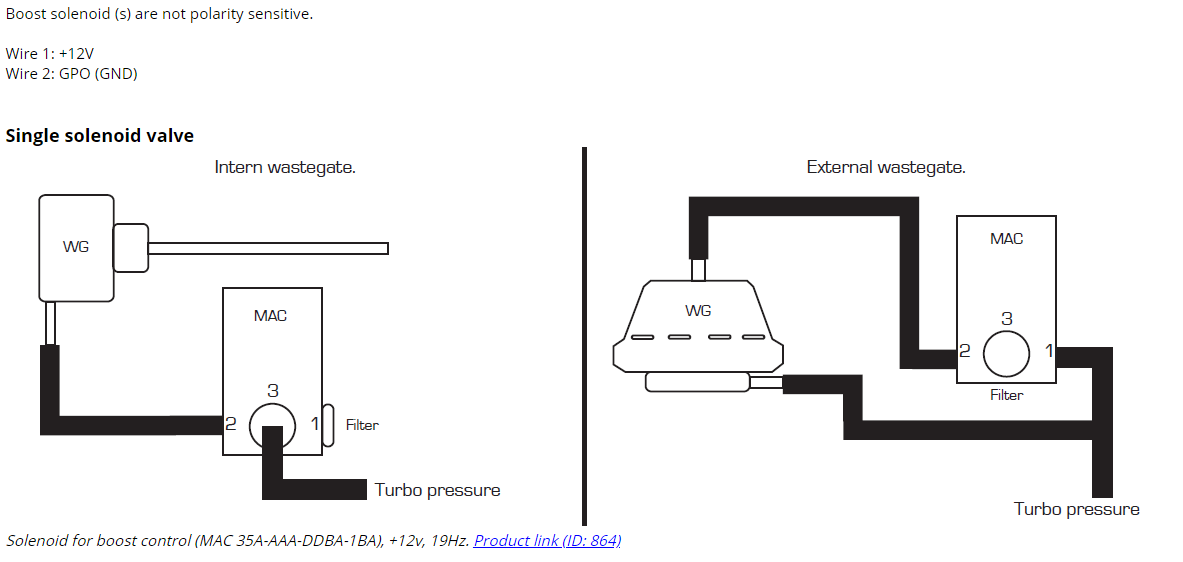 Boost solenoid (s) are not polarity sensitive.
Wire 1: +12V
Wire 2: GPO (GND)
Single solenoid valve
Intern wastegate.
WG
MAC
3
2
1
Filter
Turbo pressure
External wastegate.
MAC
WG
3
2
1
Filter
Turbo pressure
Solenoid for boost control (MAC 35A-AAA-DDBA-1BA), +12v, 19Hz. Product link (ID: 864)